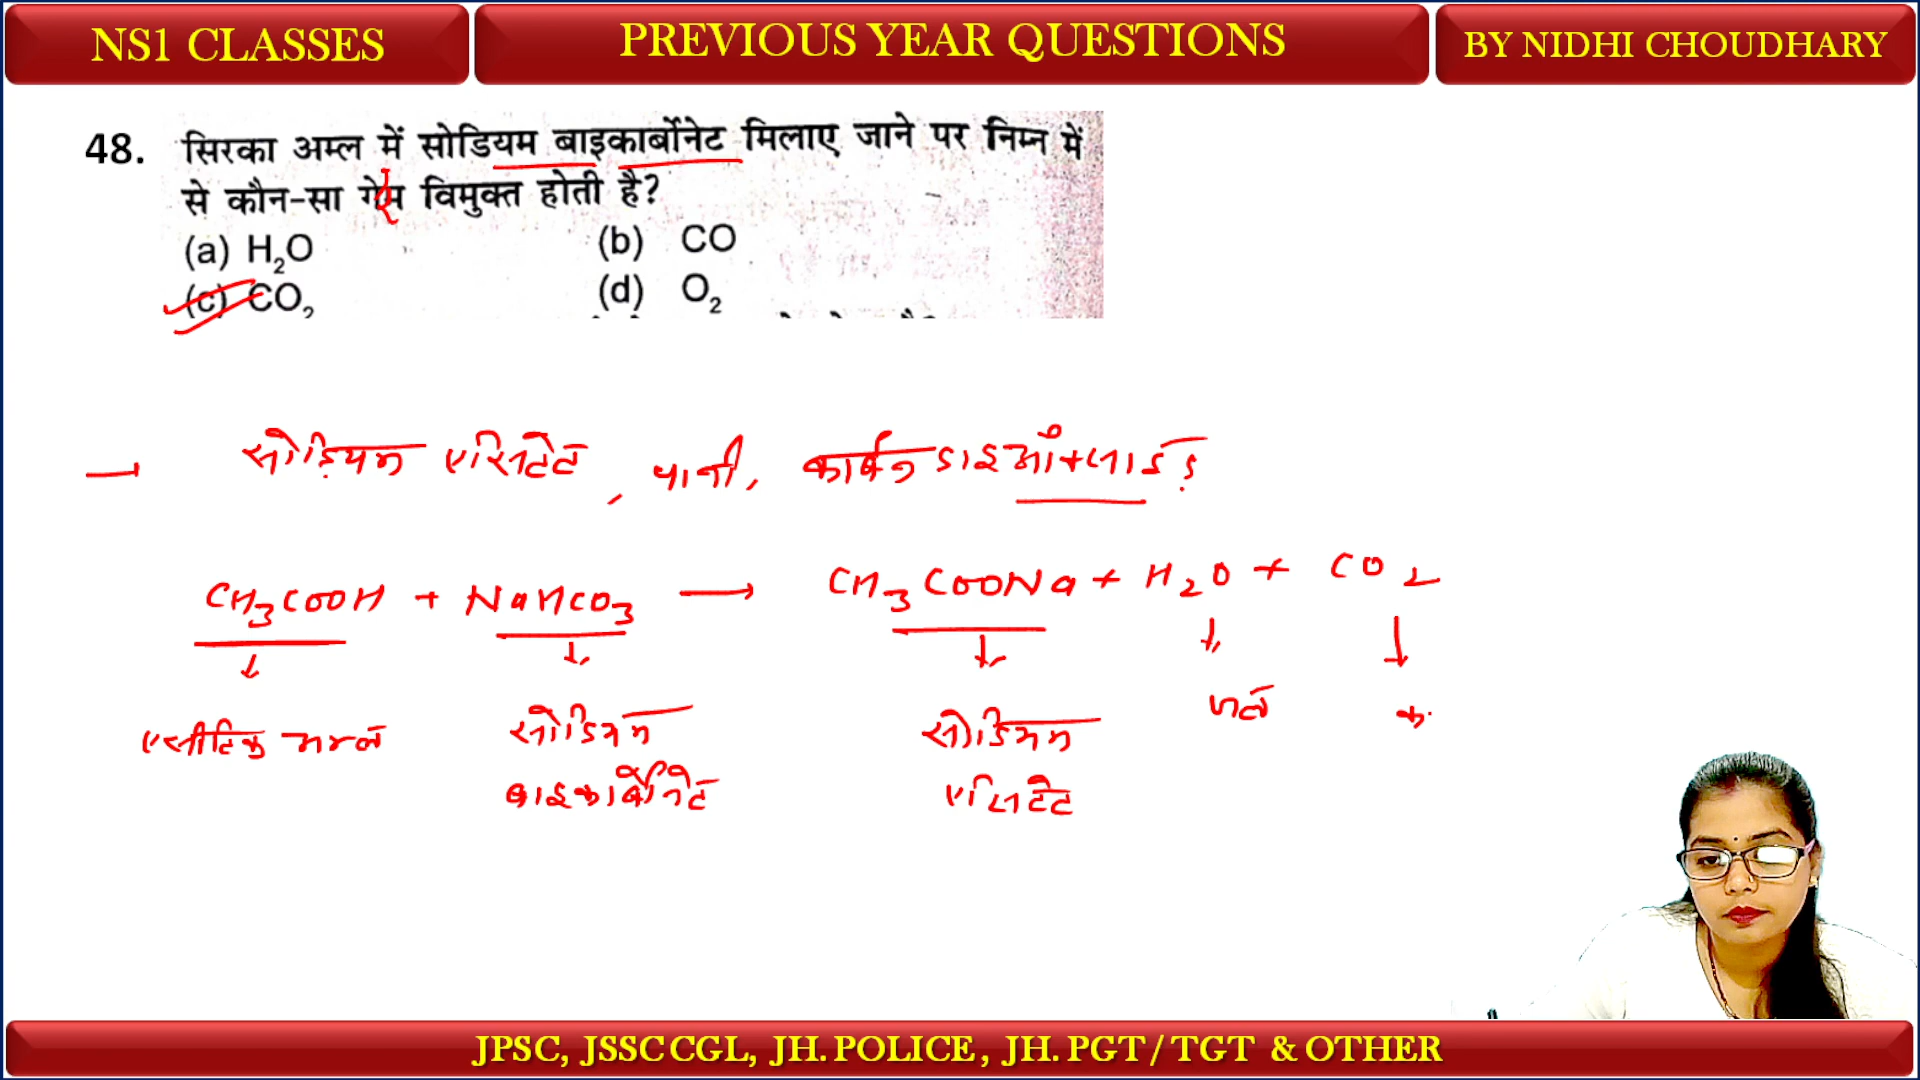 NS1 CLASSES
PREVIOUS YEAR QUESTIONS
BY NIDHI CHOUDHARY
48. सिरका अम्ल में सोडियम बाइकार्बोनेट मिलाए जाने पर निम्न में
से कौन-सा विमुक्त होती है?
(a) H₂O (b) CO
(c) CO₂ (d) O₂
सोडियम एसिटेट, पानी, कार्बन डाइऑक्साईड
CH₃COOH + NaHCO₃ → CH₃COONa + H₂O + CO₂
एसीटिक अम्ल सोडियम सोडियम जल क
बाइकार्बोनेट एसिटेट
JPSC, JSSC CGL, JH. POLICE, JH. PGT / TGT & OTHER